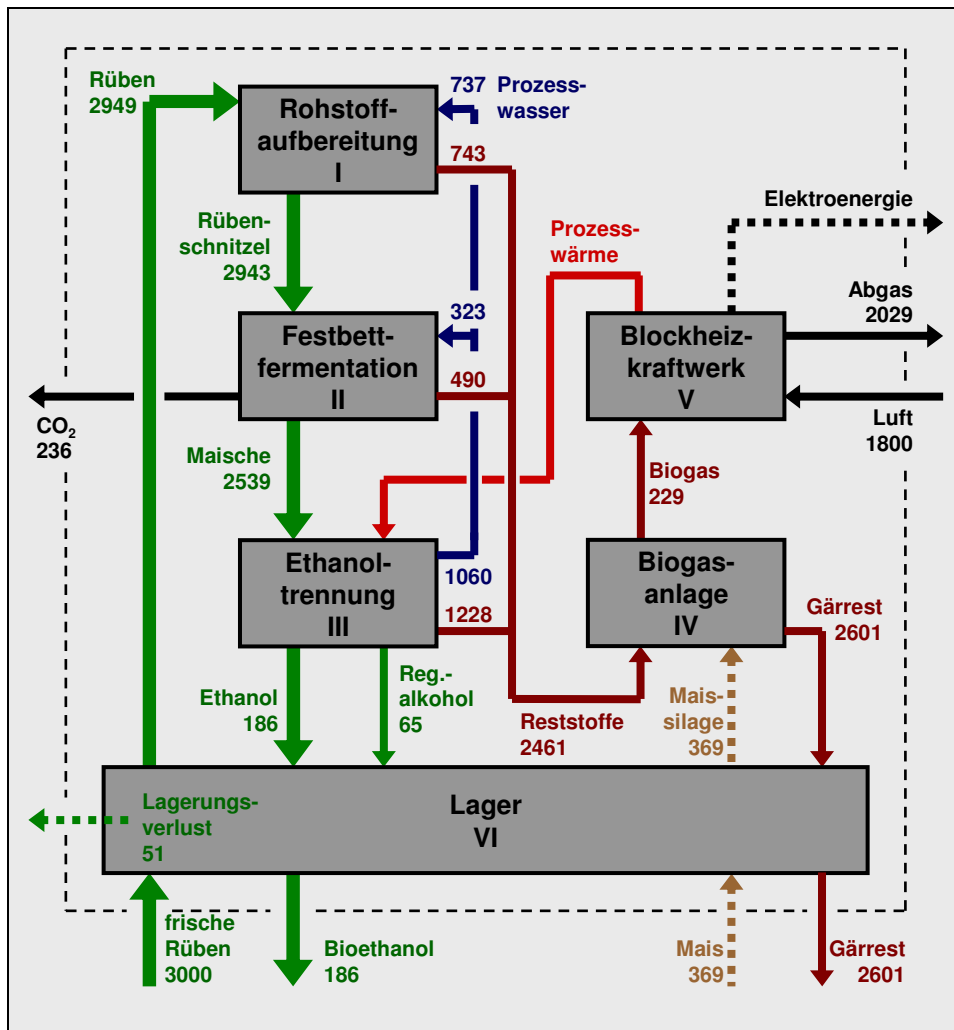 Rüben
2949
737
Prozess-
wasser
Rohstoff-
aufbereitung
I
743
Rüben-
schnitzel
2943
Prozess-
wärme
Elektroenergie
Abgas
2029
323
Festbett-
fermentation
II
490
Blockheiz-
kraftwerk
V
CO₂
236
Luft
1800
Maische
2539
Biogas
229
Ethanol-
trennung
III
1060
1228
Biogas-
anlage
IV
Gärrest
2601
Ethanol
186
Reg.-
alkohol
65
Reststoffe
2461
Mais-
silage
369
Lagerungs-
verlust
51
Lager
VI
frische
Rüben
3000
Bioethanol
186
Mais
369
Gärrest
2601